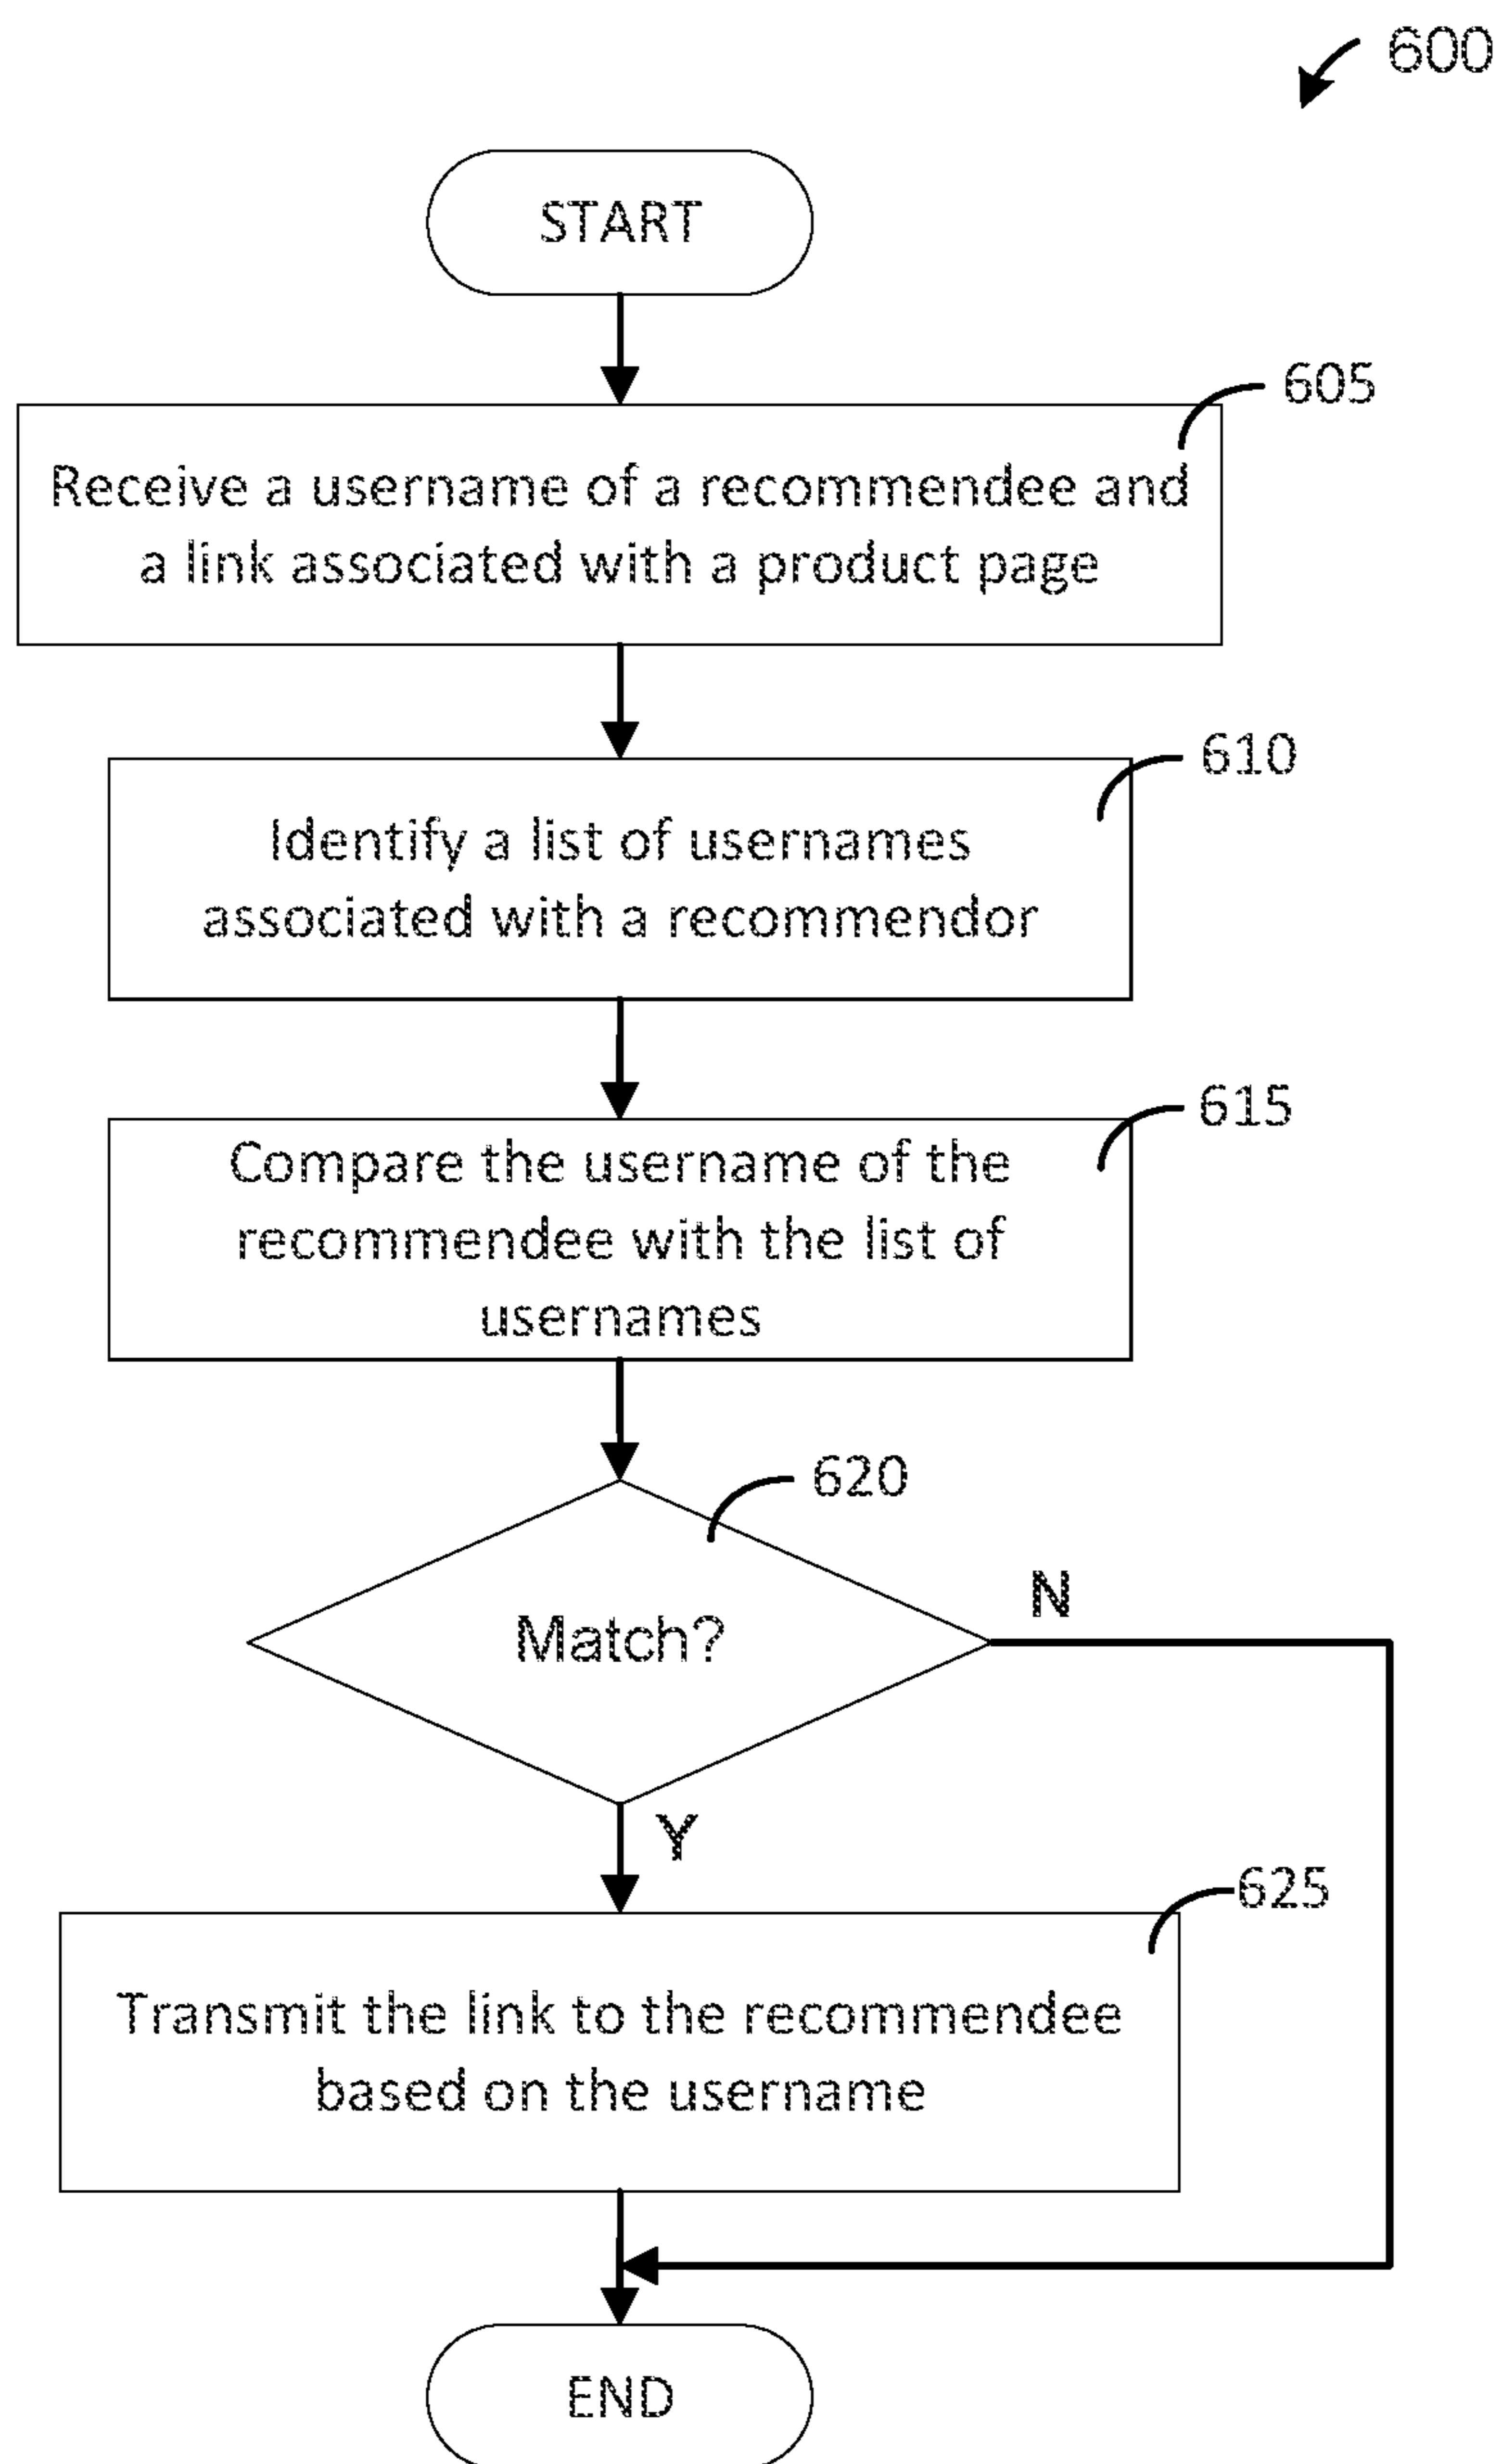 600
START
605
Receive a username of a recommendee and
a link associated with a product page
610
Identify a list of usernames
associated with a recommendor
615
Compare the username of the
recommendee with the list of
usernames
620
Match?
N
Y
625
Transmit the link to the recommendee
based on the username
END